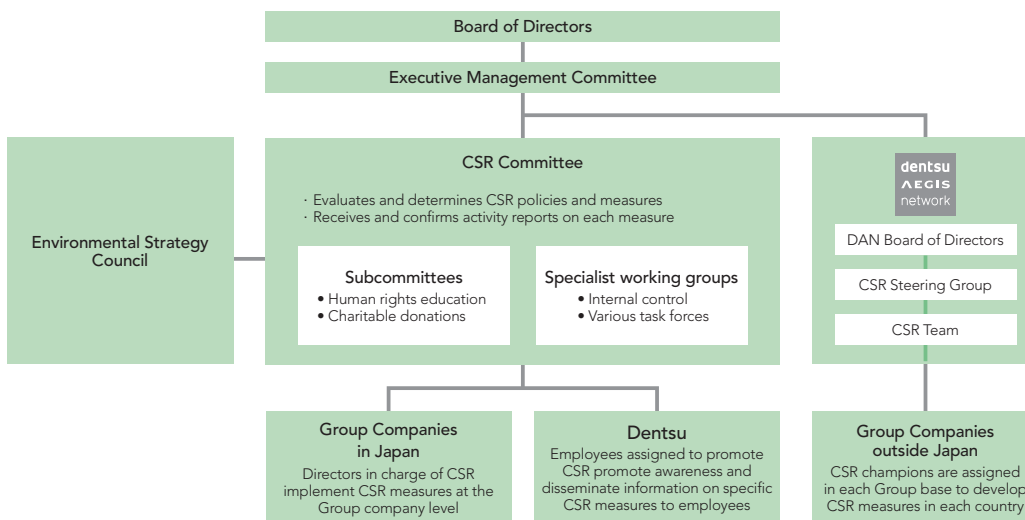 Board of Directors
Executive Management Committee
Environmental Strategy
Council
CSR Committee
· Evaluates and determines CSR policies and measures
· Receives and confirms activity reports on each measure
Subcommittees
• Human rights education
• Charitable donations
Specialist working groups
• Internal control
• Various task forces
dentsu
AEGIS
network
DAN Board of Directors
CSR Steering Group
CSR Team
Group Companies
in Japan
Directors in charge of CSR
implement CSR measures at the
Group company level
Dentsu
Employees assigned to promote
CSR promote awareness and
disseminate information on specific
CSR measures to employees
Group Companies
outside Japan
CSR champions are assigned
in each Group base to develop
CSR measures in each country